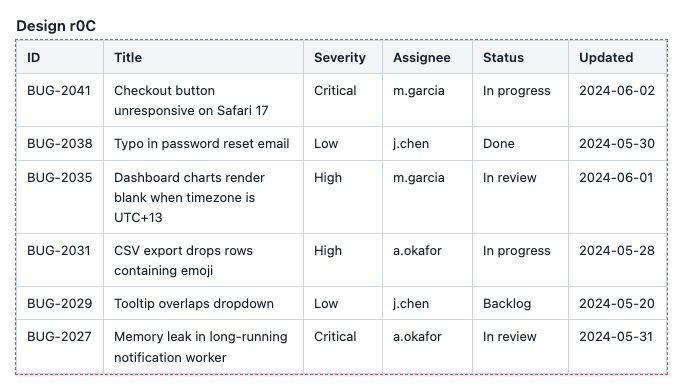 Design r0C
ID Title Severity Assignee Status Updated
BUG-2041 Checkout button Critical m.garcia In progress 2024-06-02
unresponsive on Safari 17
BUG-2038 Typo in password reset email Low j.chen Done 2024-05-30
BUG-2035 Dashboard charts render High m.garcia In review 2024-06-01
blank when timezone is
UTC+13
BUG-2031 CSV export drops rows High a.okafor In progress 2024-05-28
containing emoji
BUG-2029 Tooltip overlaps dropdown Low j.chen Backlog 2024-05-20
BUG-2027 Memory leak in long-running Critical a.okafor In review 2024-05-31
notification worker